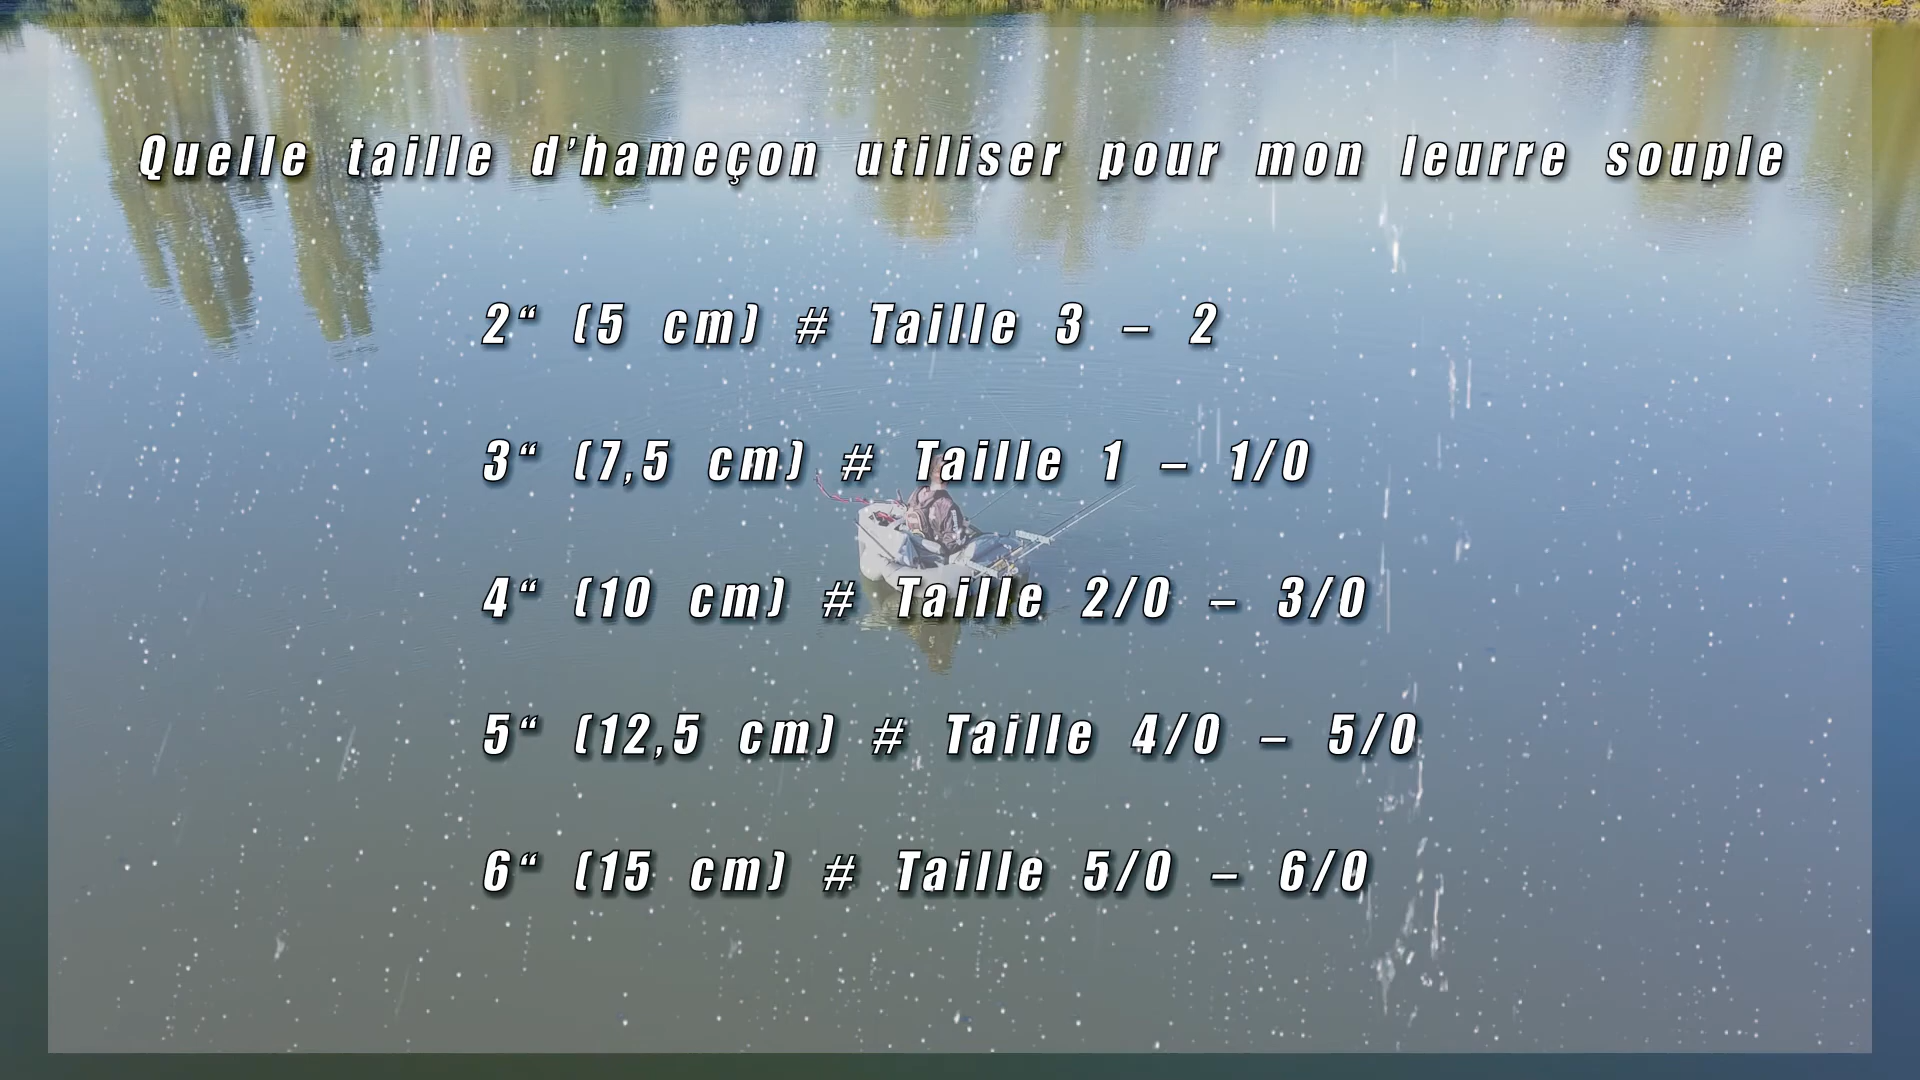 Quelle taille d’hameçon utiliser pour mon leurre souple
2“ (5 cm) # Taille 3 – 2
3“ (7,5 cm) # Taille 1 – 1/0
4“ (10 cm) # Taille 2/0 – 3/0
5“ (12,5 cm) # Taille 4/0 – 5/0
6“ (15 cm) # Taille 5/0 – 6/0